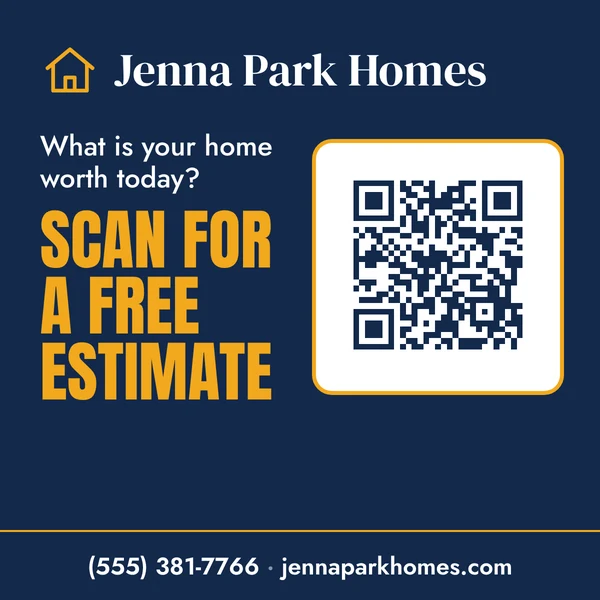 Jenna Park Homes
What is your home
worth today?
SCAN FOR
A FREE
ESTIMATE
(555) 381-7766 · jennaparkhomes.com